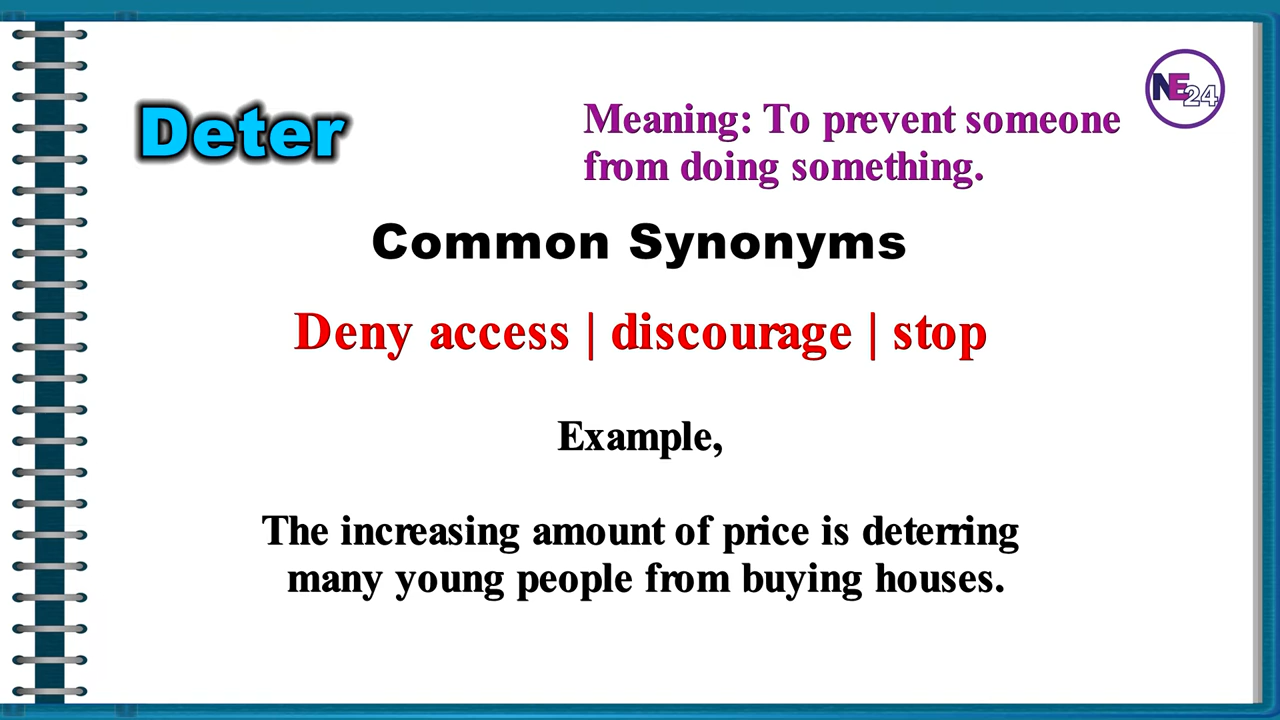 NE24
Deter
Meaning: To prevent someone
from doing something.
Common Synonyms
Deny access | discourage | stop
Example,
The increasing amount of price is deterring
many young people from buying houses.